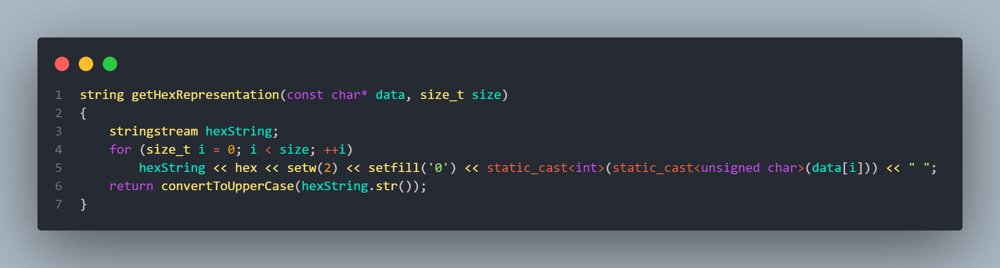 1 string getHexRepresentation(const char* data, size_t size)
2 {
3     stringstream hexString;
4     for (size_t i = 0; i < size; ++i)
5         hexString << hex << setw(2) << setfill('0') << static_cast<int>(static_cast<unsigned char>(data[i])) << " ";
6     return convertToUpperCase(hexString.str());
7 }